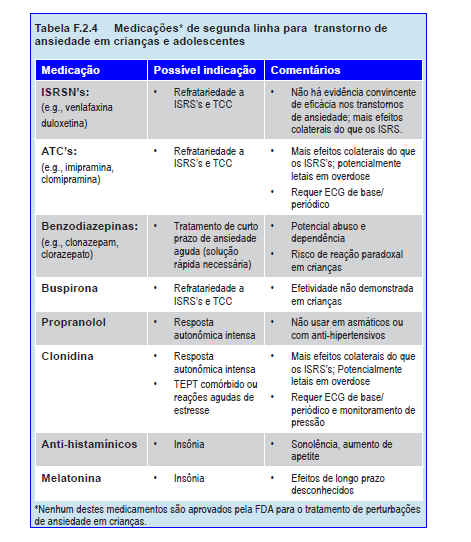 Tabela F.2.4 Medicações* de segunda linha para transtorno de
ansiedade em crianças e adolescentes
Medicação Possível indicação Comentários
ISRSN's:
(e.g., venlafaxina
duloxetina)
• Refratariedade a
ISRS's e TCC
• Não há evidência convincente
de eficácia nos transtornos
de ansiedade; mais efeitos
colaterais do que os ISRS.
ATC's:
(e.g., imipramina,
clomipramina)
• Refratariedade a
ISRS's e TCC
• Mais efeitos colaterais do que
os ISRS's; potencialmente
letais em overdose
• Requer ECG de base/
periódico
Benzodiazepinas:
(e.g., clonazepam,
clorazepato)
• Tratamento de curto
prazo de ansiedade
aguda (solução
rápida necessária)
• Potencial abuso e
dependência
• Risco de reação paradoxal
em crianças
Buspirona
• Refratariedade a
ISRS's e TCC
• Efetividade não demonstrada
em crianças
Propranolol
• Resposta
autonômica intensa
• Não usar em asmáticos ou
com anti-hipertensivos
Clonidina
• Resposta
autonômica intensa
• TEPT comórbido ou
reações agudas de
estresse
• Mais efeitos colaterais do que
os ISRS's; Potencialmente
letais em overdose
• Requer ECG de base/
periódico e monitoramento de
pressão
Anti-histamínicos
• Insônia
• Sonolência, aumento de
apetite
Melatonina
• Insônia
• Efeitos de longo prazo
desconhecidos
*Nenhum destes medicamentos são aprovados pela FDA para o tratamento de perturbações
de ansiedade em crianças.